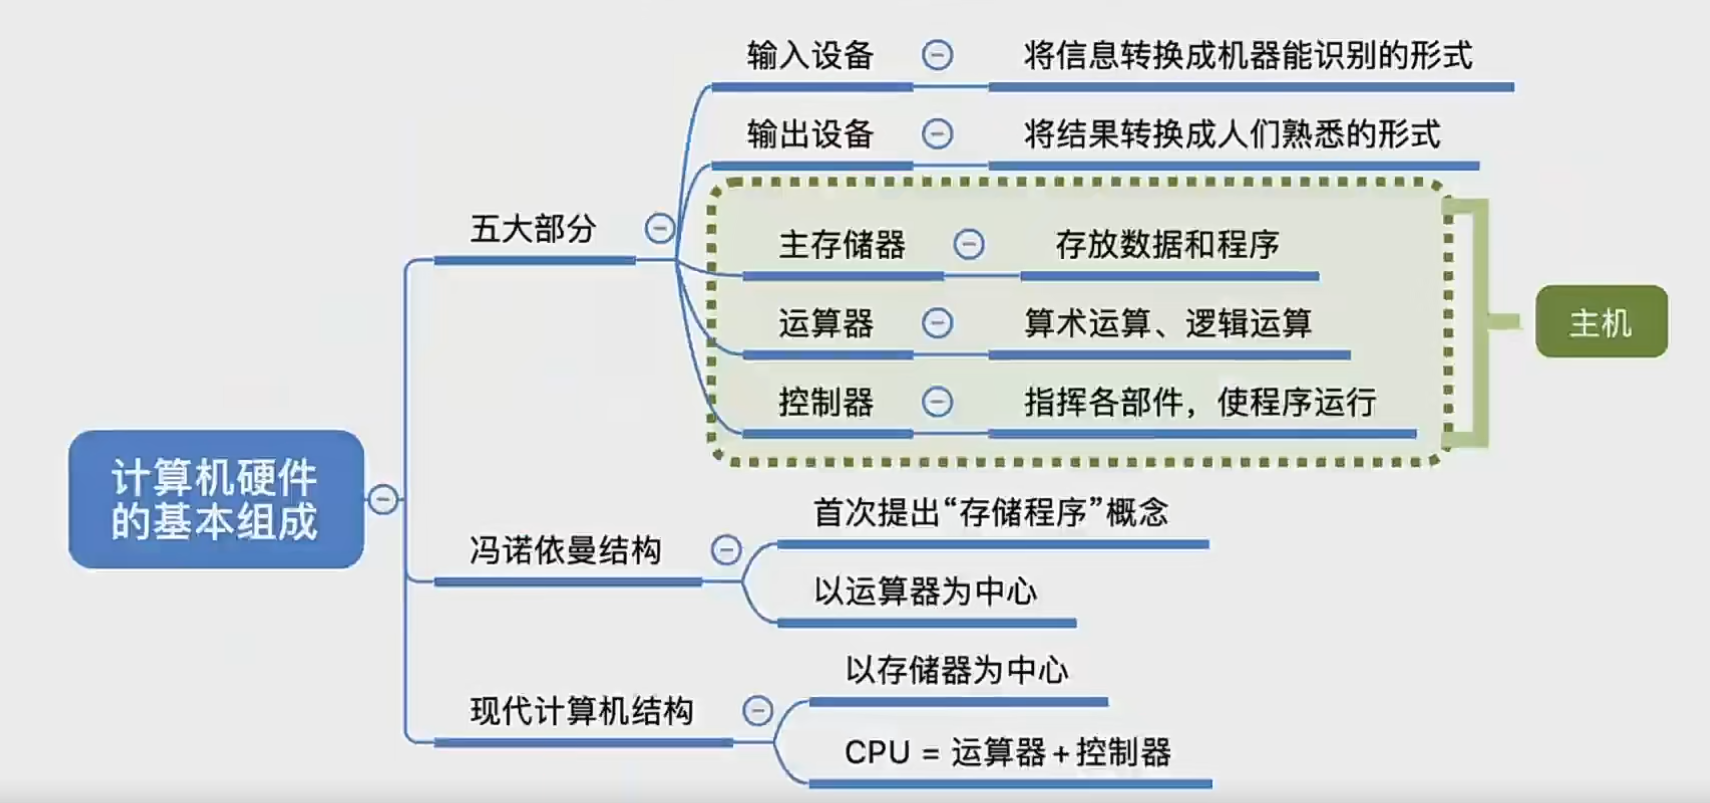 输入设备
将信息转换成机器能识别的形式
输出设备
将结果转换成人们熟悉的形式
五大部分
主存储器
存放数据和程序
运算器
算术运算、逻辑运算
主机
控制器
指挥各部件，使程序运行
计算机硬件
的基本组成
首次提出“存储程序”概念
冯诺依曼结构
以运算器为中心
以存储器为中心
现代计算机结构
CPU = 运算器+控制器